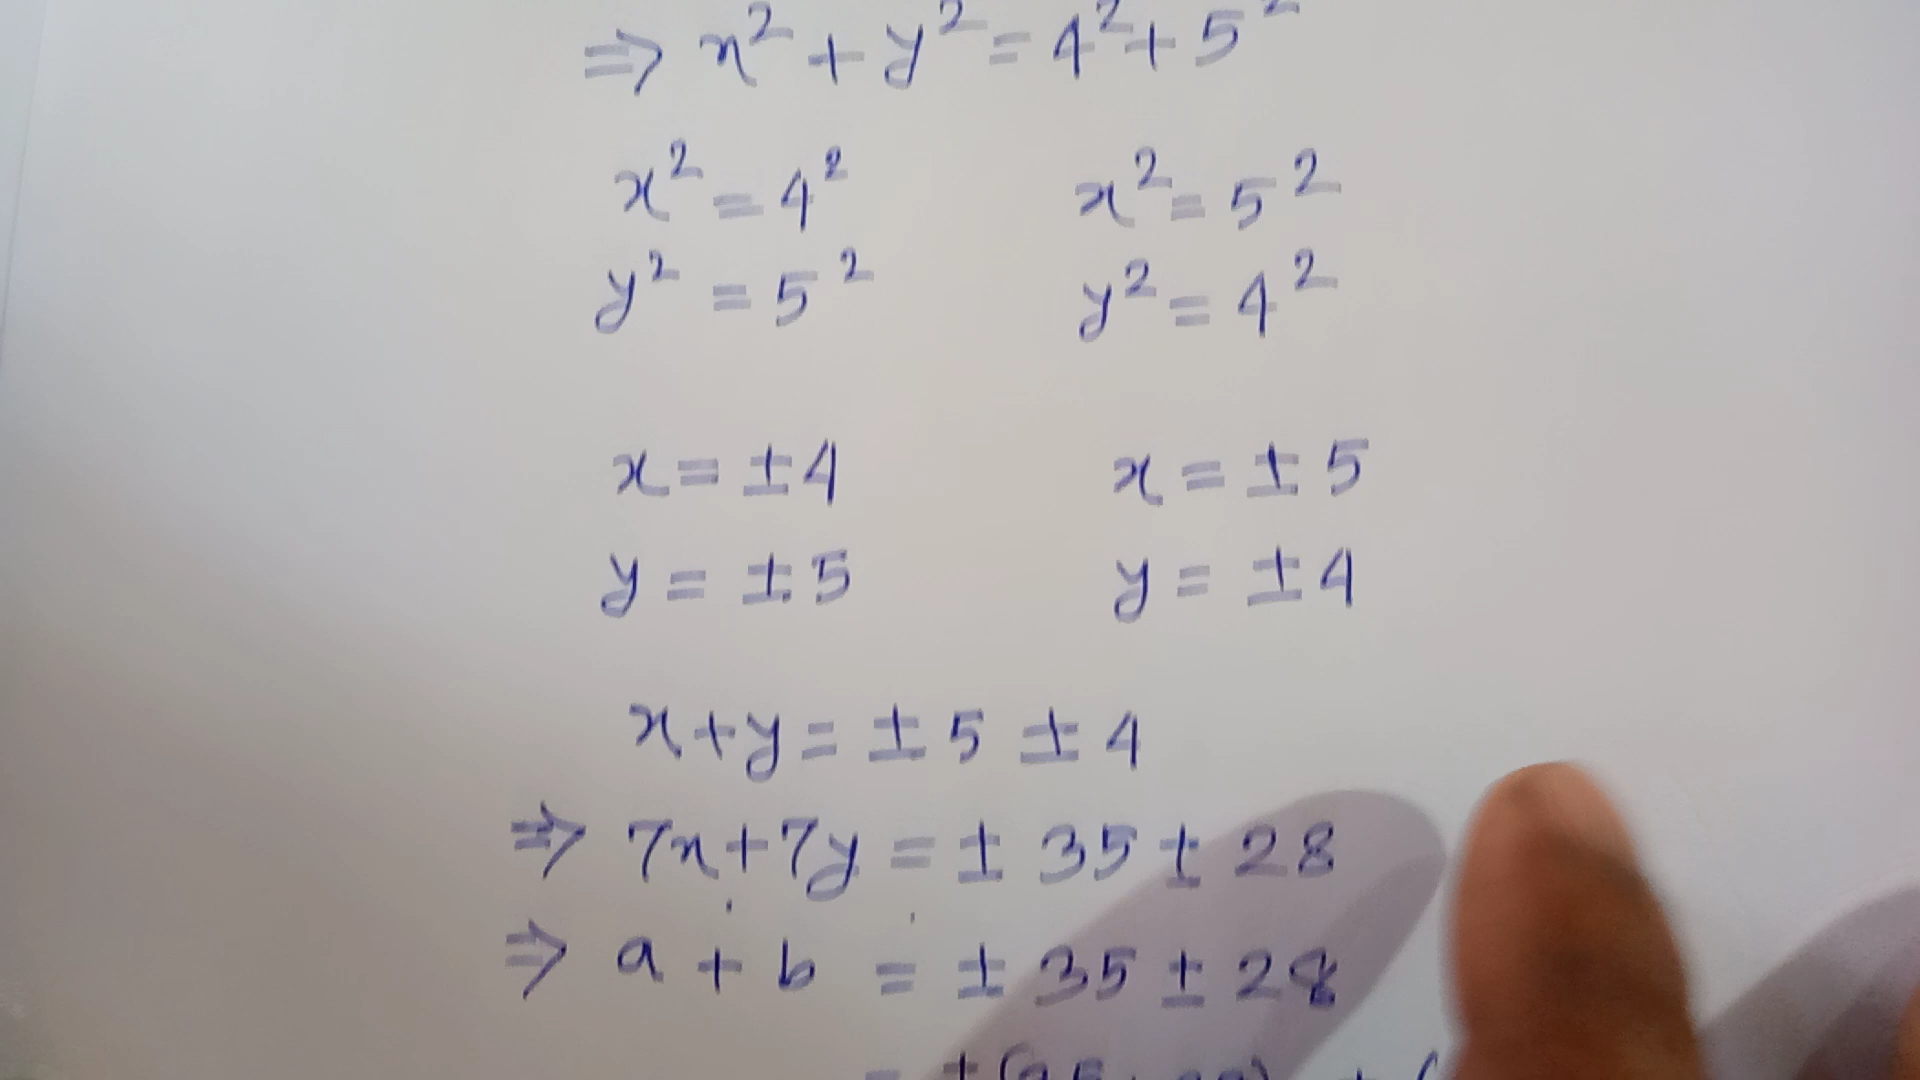 ⇒ x² + y² = 4² + 5²
x² = 4² x² = 5²
y² = 5² y² = 4²
x = ±4 x = ±5
y = ±5 y = ±4
x + y = ±5 ±4
⇒ 7x + 7y = ±35 ±28
⇒ a + b = ±35 ±28